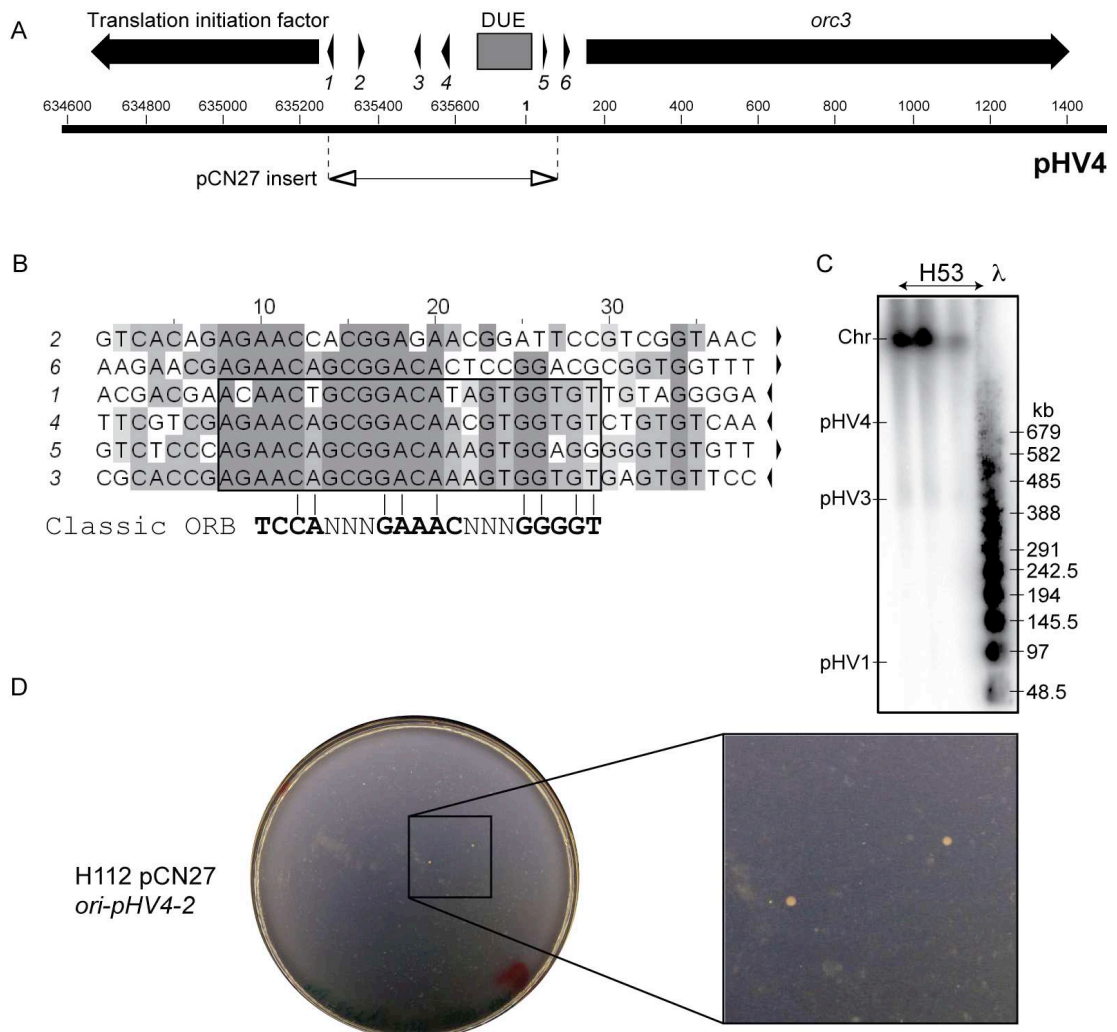 A
Translation initiation factor DUE orc3
1 2 3 4 5 6
634600 634800 635000 635200 635400 635600 1 200 400 600 800 1000 1200 1400
pCN27 insert
pHV4
B
10 20 30
2 GTCACAGAGAACCACGGAGAACGGATTCCGTCGGTAAC
6 AAGAACGAGAACAGCGGACACTCCGGACGCGGTGGTTT
1 ACGACGAACAACTGCGGACATAGTGGTGTTGTAGGGGA
4 TTCGTCGAGAACAGCGGACAACGTGGTGTCTGTGTCAA
5 GTCTCCCAGAACAGCGGACAAAGTGGAGGGGGTGTGTT
3 CGCACCGAGAACAGCGGACAAAGTGGTGTGAGTGTTCC
Classic ORB TCCANNNGAAACNNNGGGGT
C
H53 λ
Chr
pHV4
pHV3
pHV1
kb
679
582
485
388
291
242.5
194
145.5
97
48.5
D
H112 pCN27
ori-pHV4-2